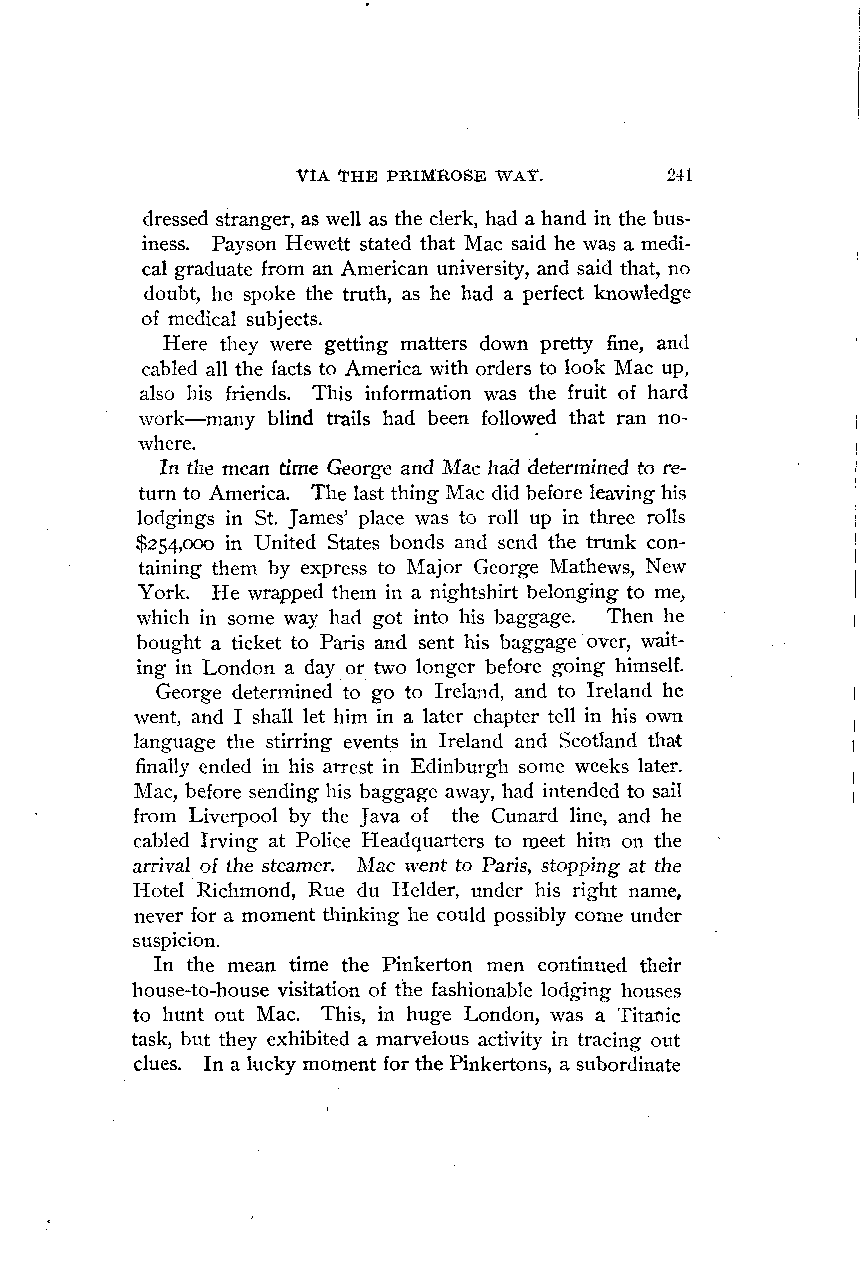 VIA THE PRIMROSE WAY. 241
dressed stranger, as well as the clerk, had a hand in the bus-
iness. Payson Hewett stated that Mac said he was a medi-
cal graduate from an American university, and said that, no
doubt, he spoke the truth, as he had a perfect knowledge
of medical subjects.
Here they were getting matters down pretty fine, and
cabled all the facts to America with orders to look Mac up,
also his friends. This information was the fruit of hard
work—many blind trails had been followed that ran no-
where.
In the mean time George and Mac had determined to re-
turn to America. The last thing Mac did before leaving his
lodgings in St. James' place was to roll up in three rolls
$254,000 in United States bonds and send the trunk con-
taining them by express to Major George Mathews, New
York. He wrapped them in a nightshirt belonging to me,
which in some way had got into his baggage. Then he
bought a ticket to Paris and sent his baggage over, wait-
ing in London a day or two longer before going himself.
George determined to go to Ireland, and to Ireland he
went, and I shall let him in a later chapter tell in his own
language the stirring events in Ireland and Scotland that
finally ended in his arrest in Edinburgh some weeks later.
Mac, before sending his baggage away, had intended to sail
from Liverpool by the Java of the Cunard line, and he
cabled Irving at Police Headquarters to meet him on the
arrival of the steamer. Mac went to Paris, stopping at the
Hotel Richmond, Rue du Helder, under his right name,
never for a moment thinking he could possibly come under
suspicion.
In the mean time the Pinkerton men continued their
house-to-house visitation of the fashionable lodging houses
to hunt out Mac. This, in huge London, was a Titanic
task, but they exhibited a marvelous activity in tracing out
clues. In a lucky moment for the Pinkertons, a subordinate